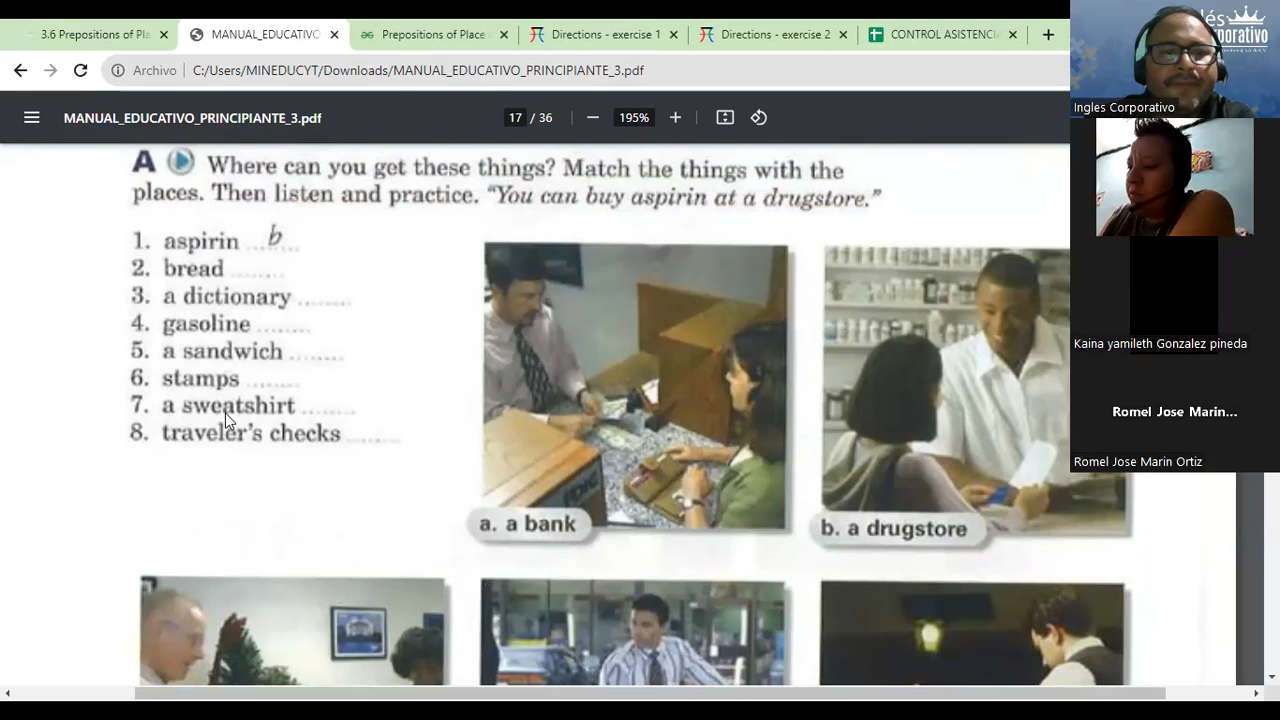 3.6 Prepositions of Pla
MANUAL_EDUCATIVO
Prepositions of Place
Directions - exercise 1
Directions - exercise 2
CONTROL ASISTENCIA
Archivo
C:/Users/MINEDUCYT/Downloads/MANUAL_EDUCATIVO_PRINCIPIANTE_3.pdf
MANUAL_EDUCATIVO_PRINCIPIANTE_3.pdf
17 / 36
195%
A Where can you get these things? Match the things with the
places. Then listen and practice. "You can buy aspirin at a drugstore."
1. aspirin b
2. bread
3. a dictionary
4. gasoline
5. a sandwich
6. stamps
7. a sweatshirt
8. traveler's checks
a. a bank
b. a drugstore
Ingles Corporativo
Kaina yamileth Gonzalez pineda
Romel Jose Marin...
Romel Jose Marin Ortiz